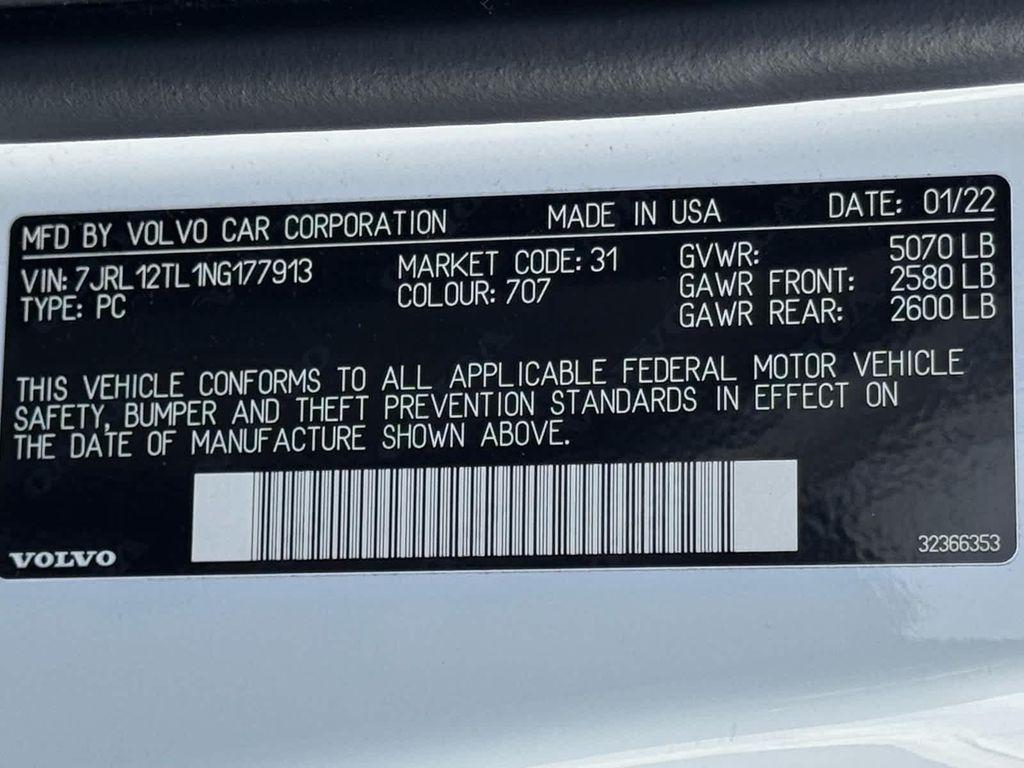 MFD BY VOLVO CAR CORPORATION MADE IN USA DATE: 01/22
VIN: 7JRL12TL1NG177913 MARKET CODE: 31 GVWR: 5070 LB
TYPE: PC COLOUR: 707 GAWR FRONT: 2580 LB
GAWR REAR: 2600 LB
THIS VEHICLE CONFORMS TO ALL APPLICABLE FEDERAL MOTOR VEHICLE
SAFETY, BUMPER AND THEFT PREVENTION STANDARDS IN EFFECT ON
THE DATE OF MANUFACTURE SHOWN ABOVE.
VOLVO 32366353